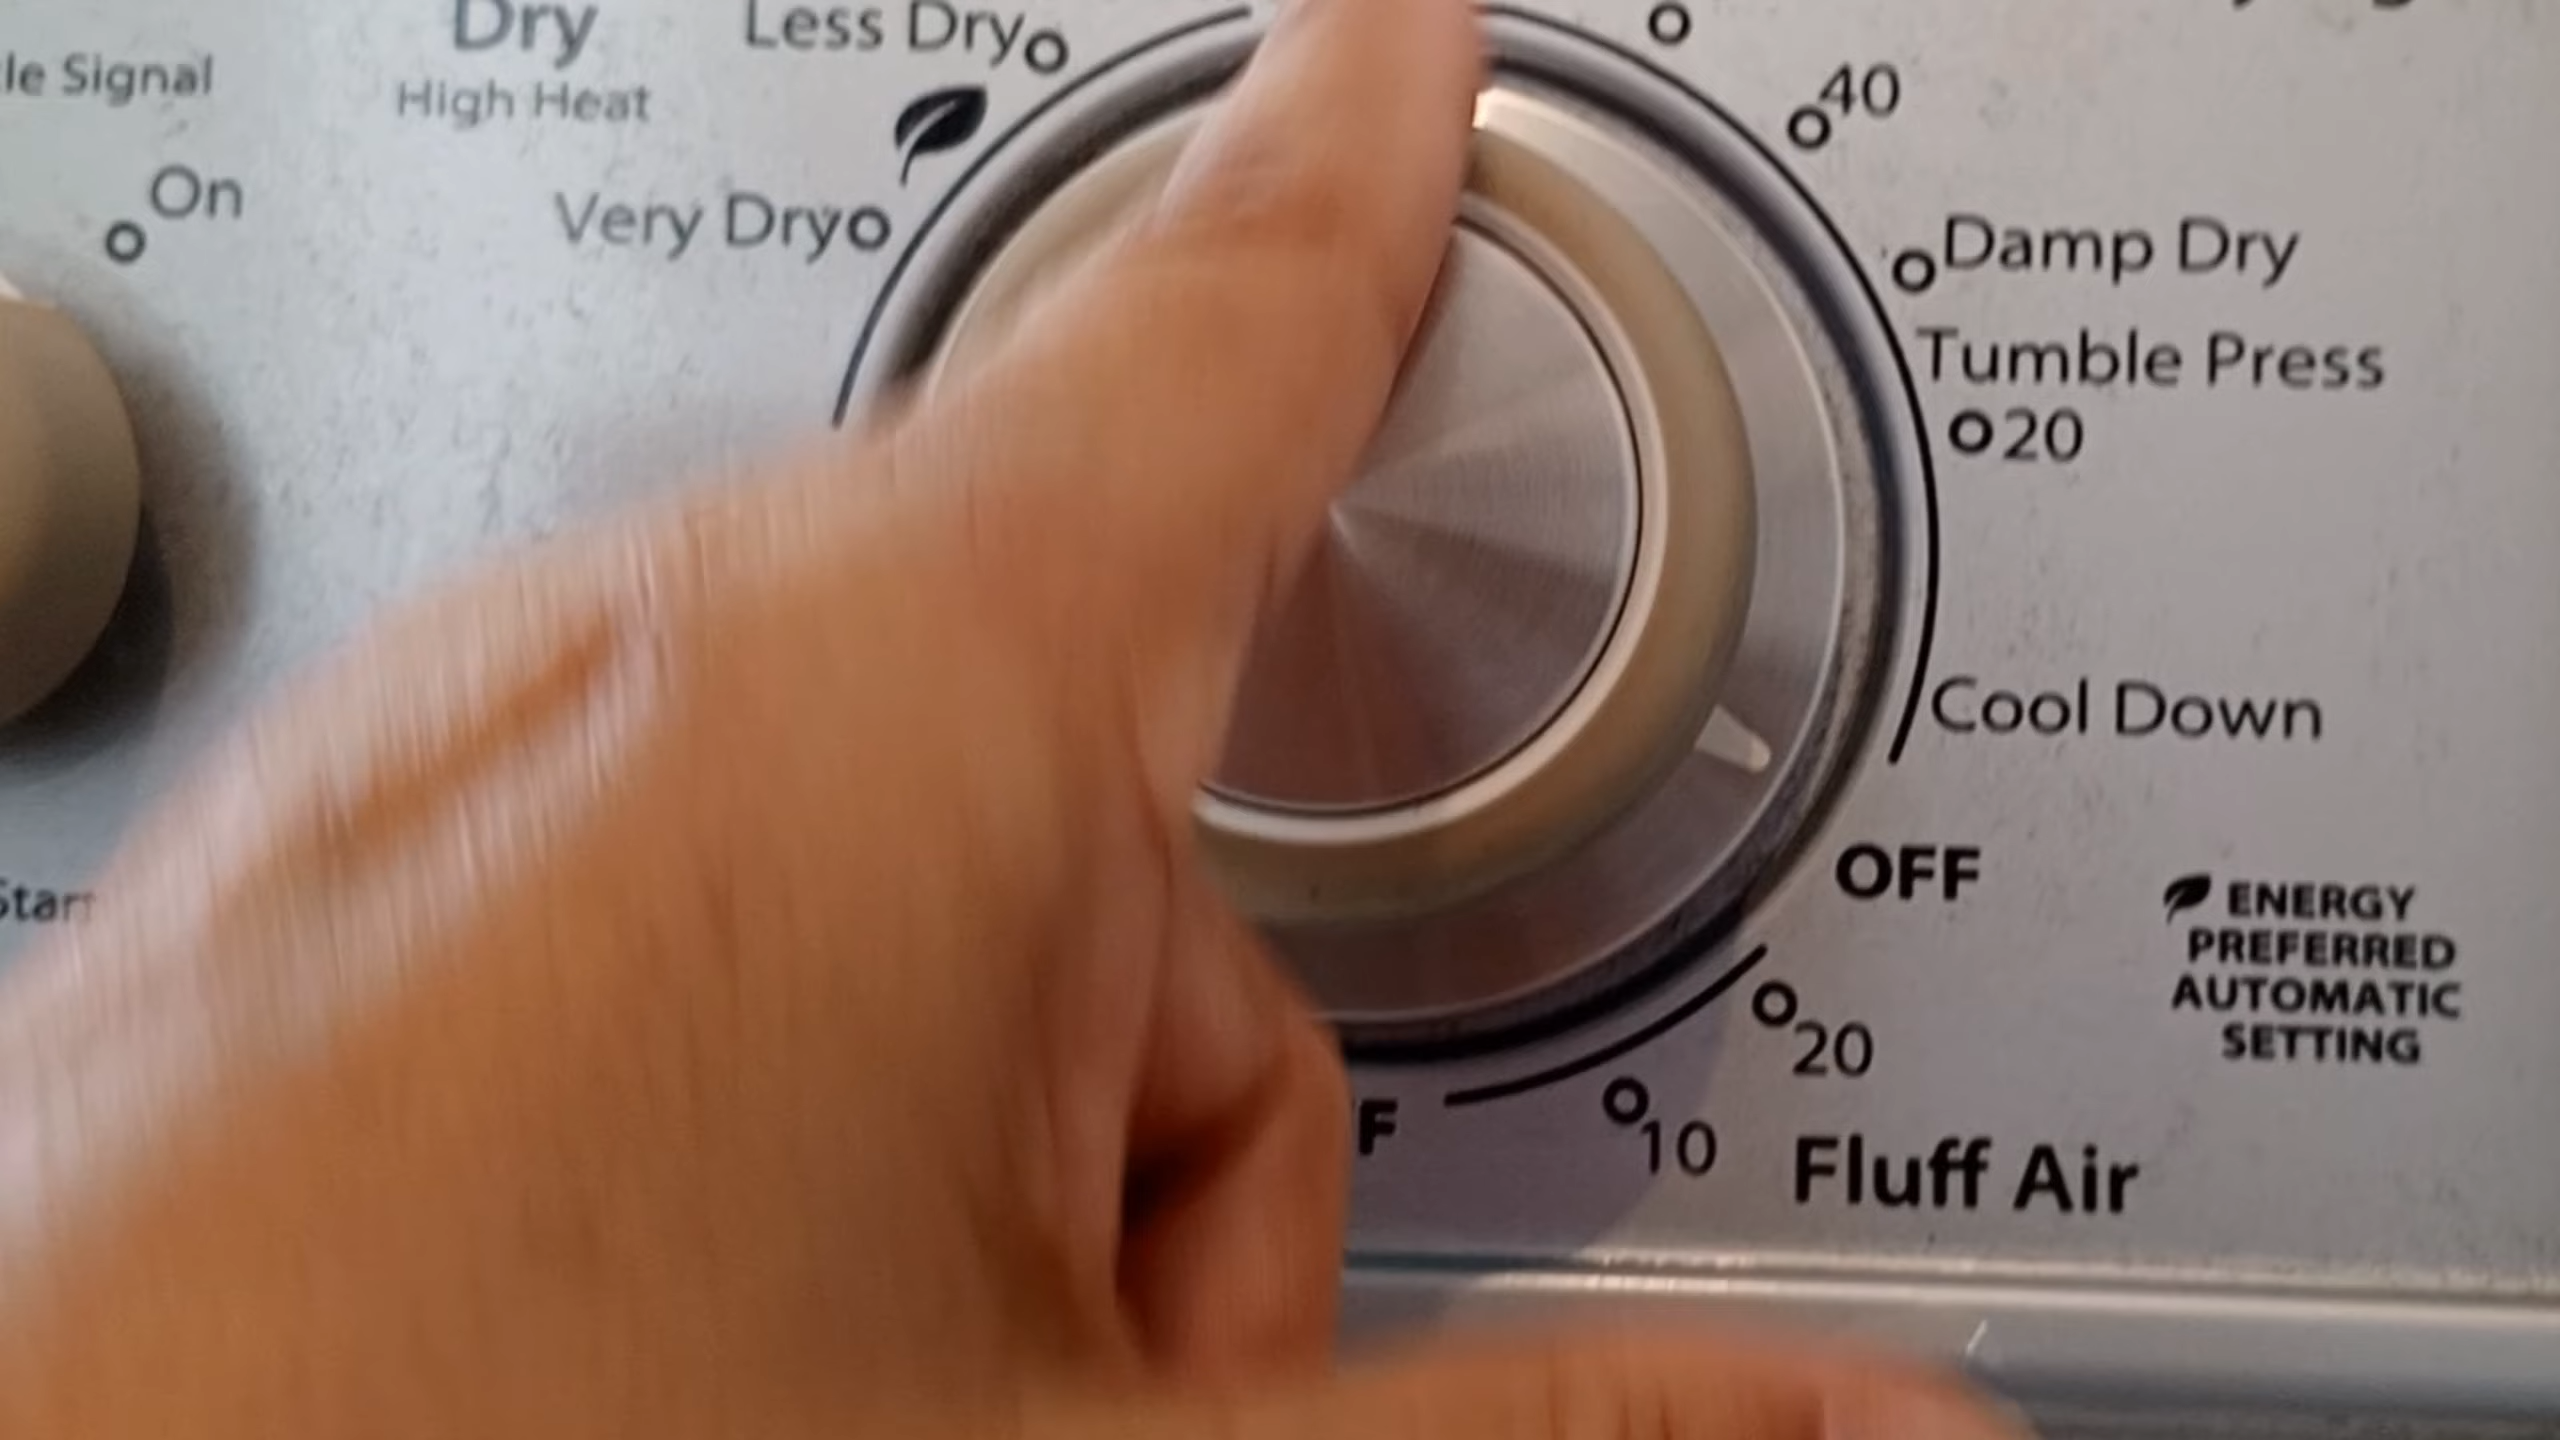 Dry
High Heat
Less Dry
le Signal
On
Very Dry
40
Damp Dry
Tumble Press
20
Cool Down
OFF
ENERGY
PREFERRED
AUTOMATIC
SETTING
20
10
Fluff Air
F
Star